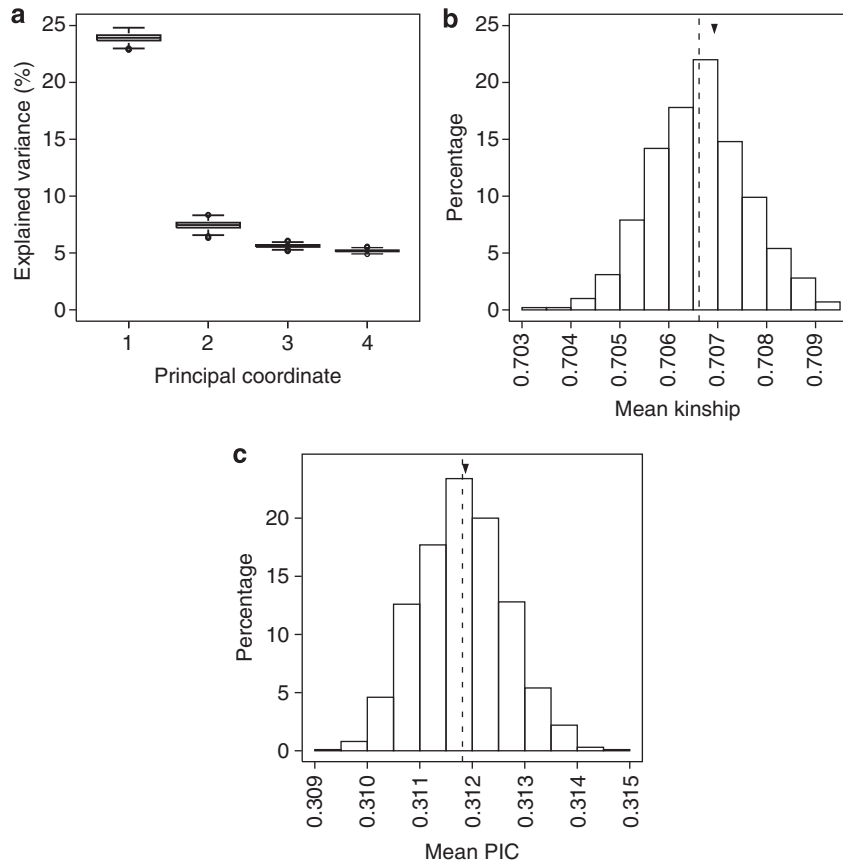 a
Explained variance (%)
25
20
15
10
5
0
1 2 3 4
Principal coordinate
b
Percentage
25
20
15
10
5
0
0.703 0.704 0.705 0.706 0.707 0.708 0.709
Mean kinship
c
Percentage
20
15
10
5
0
0.309 0.310 0.311 0.312 0.313 0.314 0.315
Mean PIC